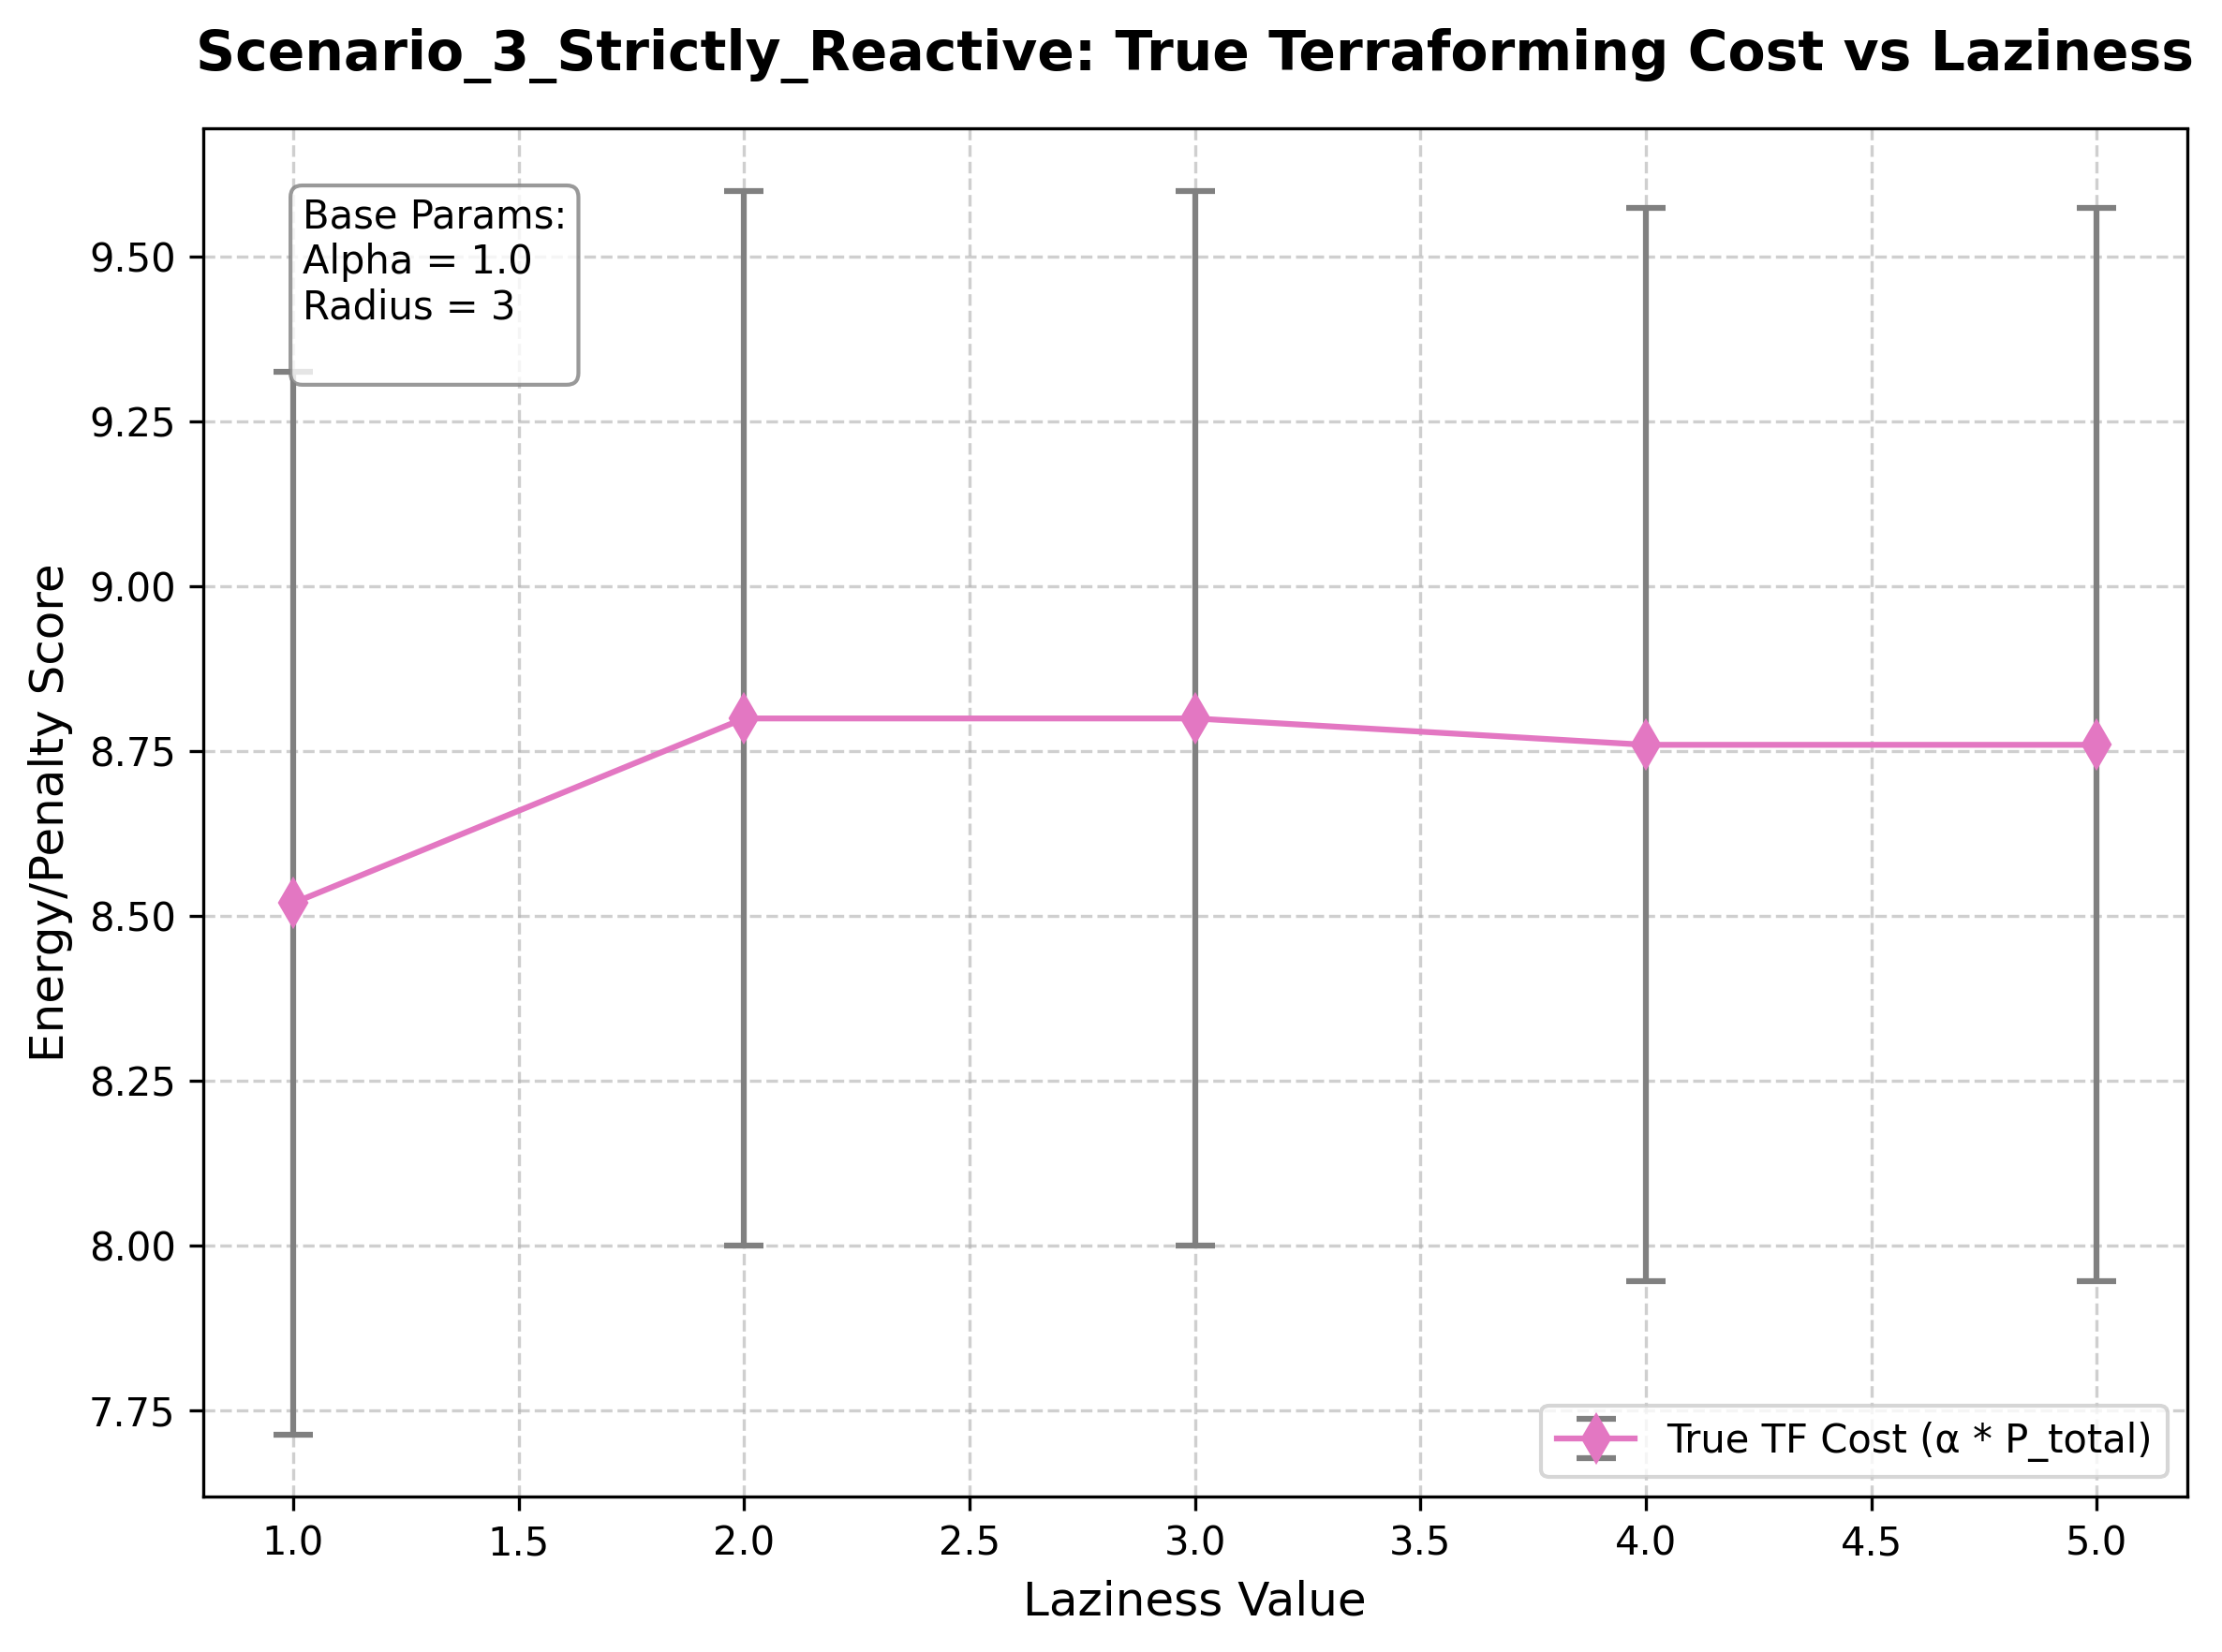 Scenario_3_Strictly_Reactive: True Terraforming Cost vs Laziness
Base Params:
Alpha = 1.0
Radius = 3
Energy/Penalty Score
9.50
9.25
9.00
8.75
8.50
8.25
8.00
7.75
True TF Cost (α * P_total)
1.0 1.5 2.0 2.5 3.0 3.5 4.0 4.5 5.0
Laziness Value